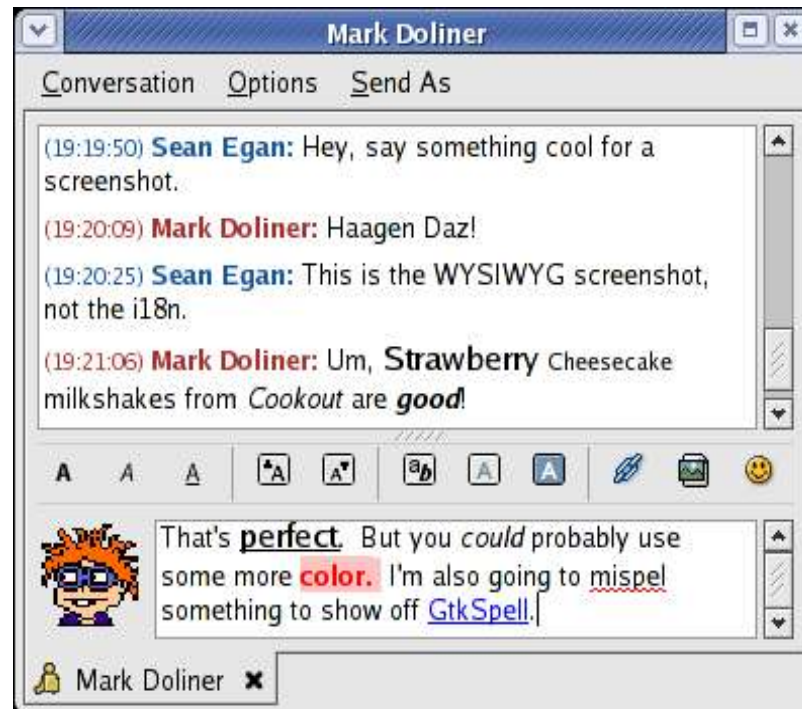 Mark Doliner
Conversation Options Send As
(19:19:50) Sean Egan: Hey, say something cool for a
screenshot.
(19:20:09) Mark Doliner: Haagen Daz!
(19:20:25) Sean Egan: This is the WYSIWYG screenshot,
not the i18n.
(19:21:06) Mark Doliner: Um, Strawberry Cheesecake
milkshakes from Cookout are good!
A A A A A ab A A
That's perfect. But you could probably use
some more color. I'm also going to mispel
something to show off GtkSpell.
Mark Doliner